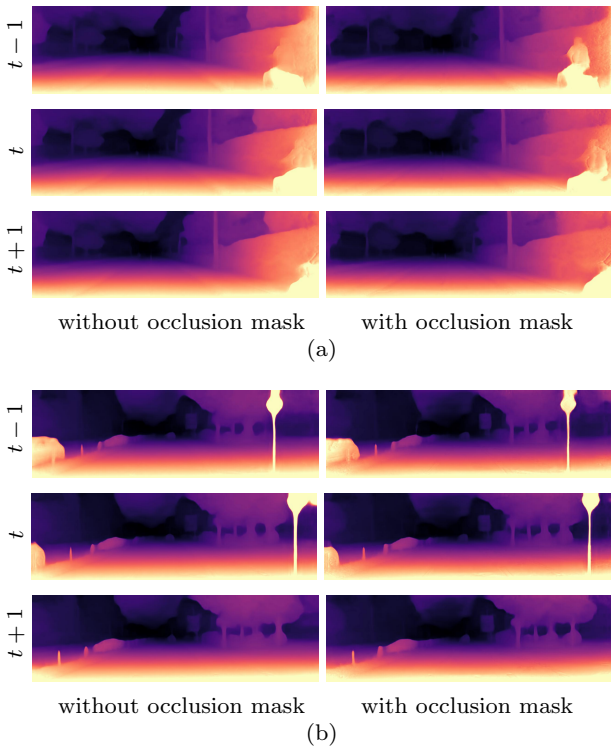 t − 1
t
t + 1
without occlusion mask with occlusion mask
(a)
t − 1
t
t + 1
without occlusion mask with occlusion mask
(b)